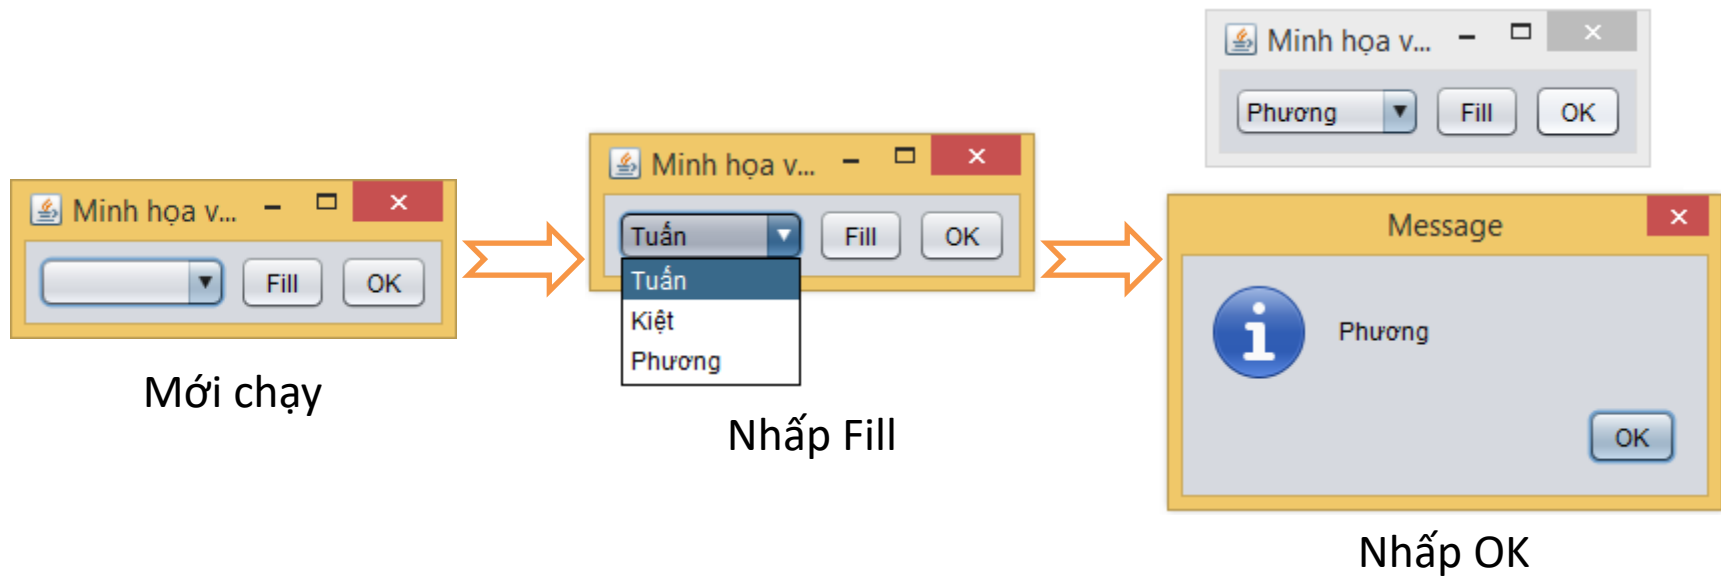 Minh họa v...
Fill
OK
Mới chạy
Minh họa v...
Tuấn
Fill
OK
Tuấn
Kiệt
Phương
Nhấp Fill
Minh họa v...
Phương
Fill
OK
Message
Phương
OK
Nhấp OK